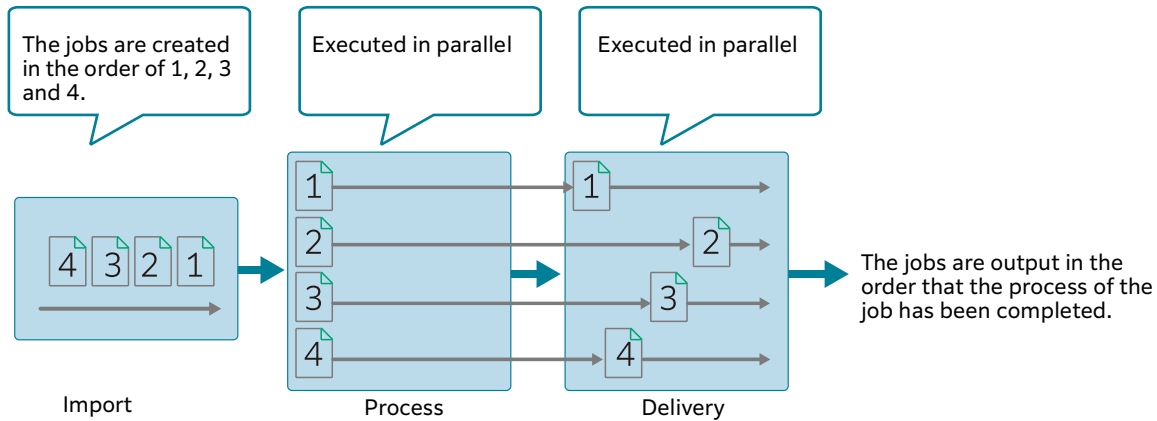 The jobs are created
in the order of 1, 2, 3
and 4.
Executed in parallel
Executed in parallel
4 3 2 1
1
2
3
4
1
2
3
4
The jobs are output in the
order that the process of the
job has been completed.
Import
Process
Delivery